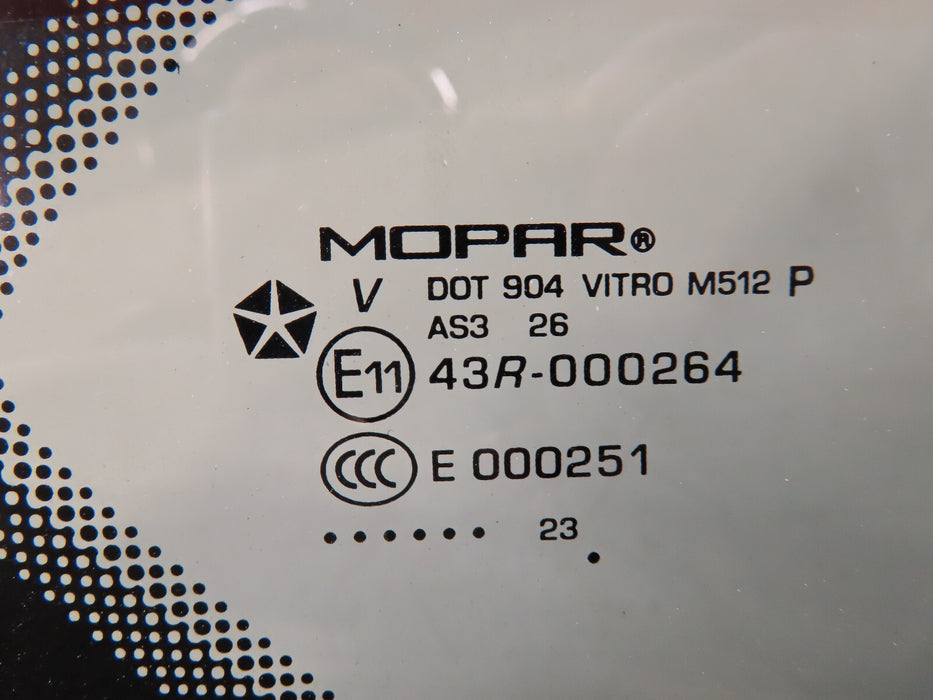 MOPAR®
V DOT 904 VITRO M512 P
AS3 26
E11 43R-000264
CCC E 000251
...... 23 .